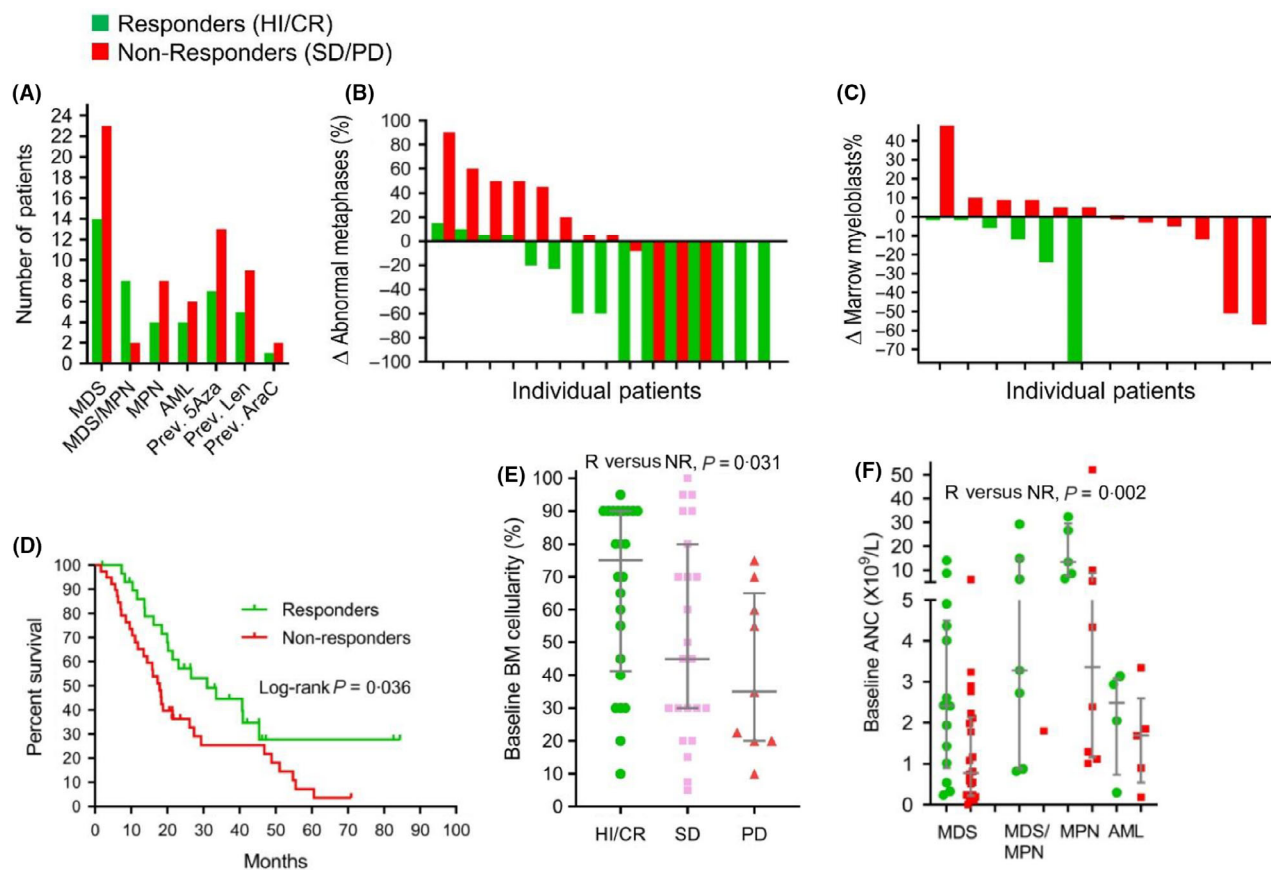 Responders (HI/CR)
Non-Responders (SD/PD)
(A)
Number of patients
24
22
20
18
16
14
12
10
8
6
4
2
0
MDS
MDS/MPN
MPN
AML
Prev. 5Aza
Prev. Len
Prev. AraC
(B)
Δ Abnormal metaphases (%)
100
80
60
40
20
0
−20
−40
−60
−80
−100
Individual patients
(C)
Δ Marrow myeloblasts%
40
30
20
10
0
−10
−20
−30
−40
−50
−60
−70
Individual patients
(D)
Percent survival
100
90
80
70
60
50
40
30
20
10
0
Responders
Non-responders
Log-rank P = 0·036
0 10 20 30 40 50 60 70 80 90 100
Months
(E)
R versus NR, P = 0·031
Baseline BM cellularity (%)
100
90
80
70
60
50
40
30
20
10
0
HI/CR SD PD
(F)
R versus NR, P = 0·002
Baseline ANC (X10⁹/L)
50
40
30
20
10
5
4
3
2
1
0
MDS MDS/ MPN AML
MPN